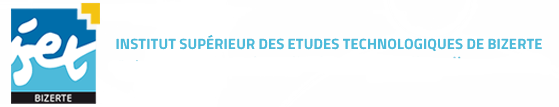 iset
INSTITUT SUPÉRIEUR DES ETUDES TECHNOLOGIQUES DE BIZERTE
BIZERTE